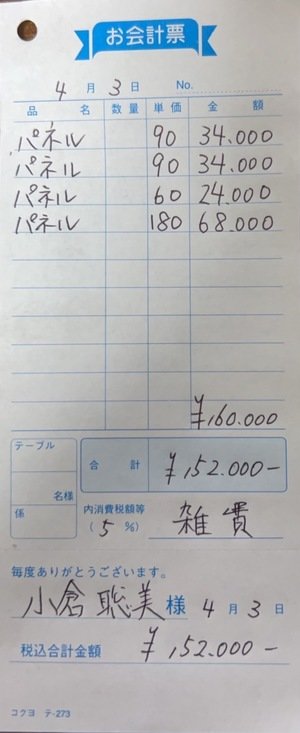 お会計票
4月3日 No.
品名 数量 単価 金額
パネル 90 34.000
パネル 90 34.000
パネル 60 24.000
パネル 180 68.000
¥160.000
テーブル
名様
係
合計 ¥152.000-
内消費税額等
(5%) 雑貨
毎度ありがとうございます。
小倉聡美様 4月3日
税込合計金額 ¥152.000-
コクヨ テ-273